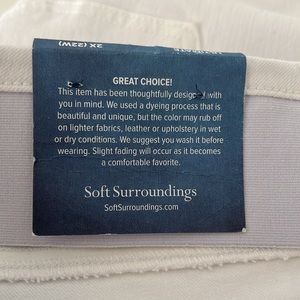 2X (22W)
GREAT CHOICE!
This item has been thoughtfully designed with
you in mind. We used a dyeing process that is
beautiful and unique, but the color may rub off
on lighter fabrics, leather or upholstery in wet
or dry conditions. We suggest you wash it before
wearing. Slight fading will occur as it becomes
a comfortable favorite.
Soft Surroundings
SoftSurroundings.com